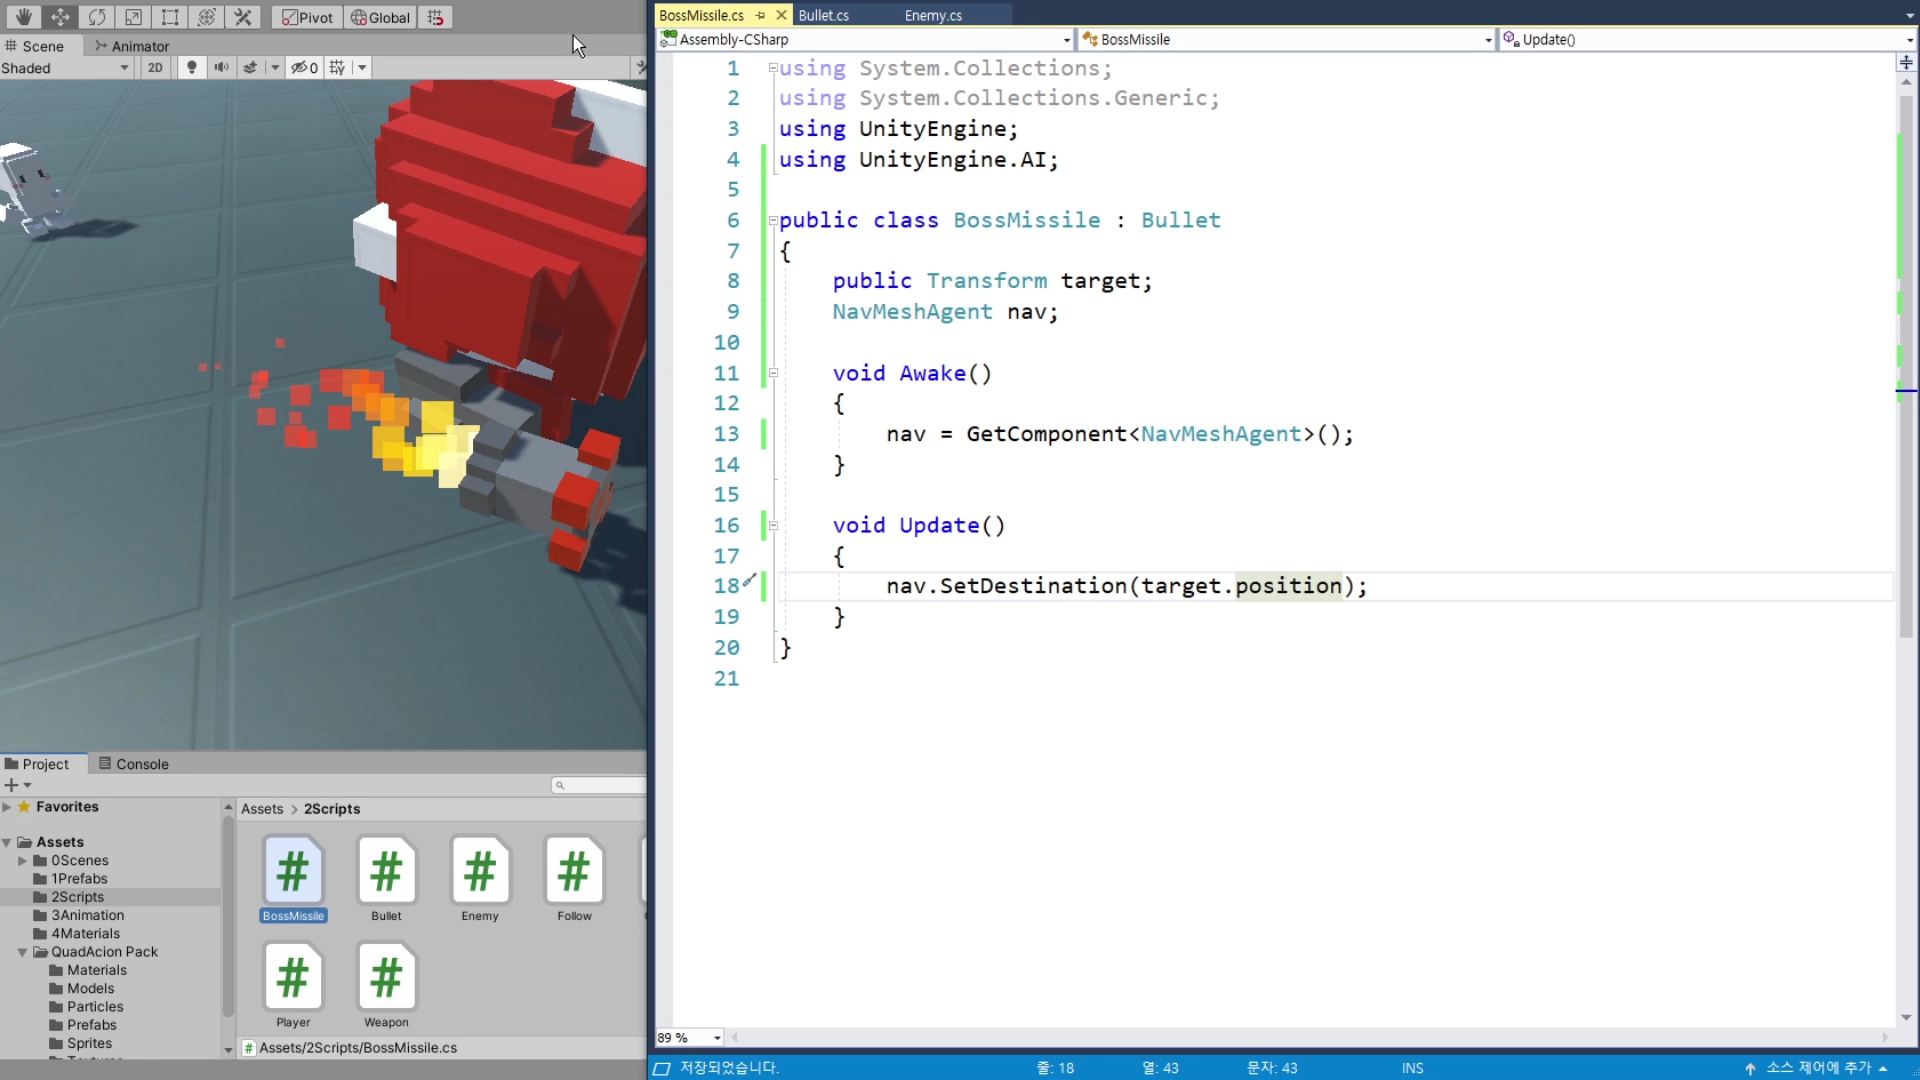 Pivot
Global
Scene
Animator
Shaded
2D
0
Project
Console
Favorites
Assets
0Scenes
1Prefabs
2Scripts
3Animation
4Materials
QuadAcion Pack
Materials
Models
Particles
Prefabs
Sprites
Assets > 2Scripts
BossMissile
Bullet
Enemy
Follow
Player
Weapon
Assets/2Scripts/BossMissile.cs
BossMissile.cs
Bullet.cs
Enemy.cs
Assembly-CSharp
BossMissile
Update()
1 using System.Collections;
2 using System.Collections.Generic;
3 using UnityEngine;
4 using UnityEngine.AI;
5
6 public class BossMissile : Bullet
7 {
8 public Transform target;
9 NavMeshAgent nav;
10
11 void Awake()
12 {
13 nav = GetComponent<NavMeshAgent>();
14 }
15
16 void Update()
17 {
18 nav.SetDestination(target.position);
19 }
20 }
21
89 %
저장되었습니다.
줄: 18
열: 43
문자: 43
INS
소스 제어에 추가